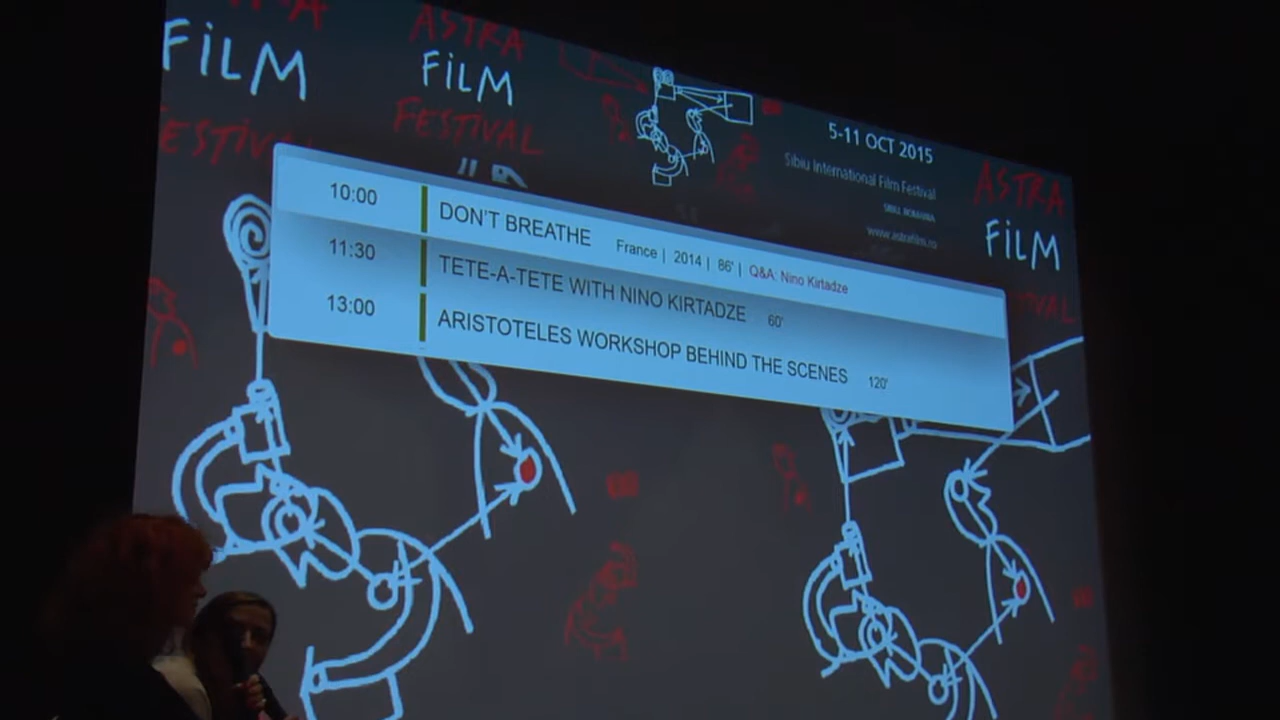 FiLM
ESTiVAL
ASTRA
FiLM
FESTiVAL
5-11 OCT 2015
Sibiu International Film Festival
SIBIU, ROMANIA
www.astrafilm.ro
ASTRA
FiLM
10:00 DON'T BREATHE France | 2014 | 86' | Q&A: Nino Kirtadze
11:30 TETE-A-TETE WITH NINO KIRTADZE 60'
13:00 ARISTOTELES WORKSHOP BEHIND THE SCENES 120'